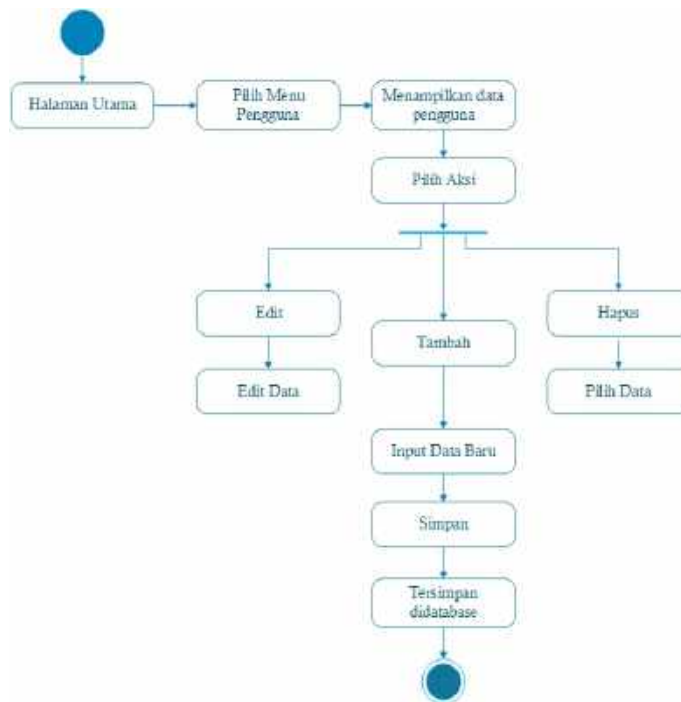 Halaman Utama
Pilih Menu
Pengguna
Menampilkan data
pengguna
Pilih Aksi
Edit
Tambah
Hapus
Edit Data
Pilih Data
Input Data Baru
Simpan
Tersimpan
didatabase